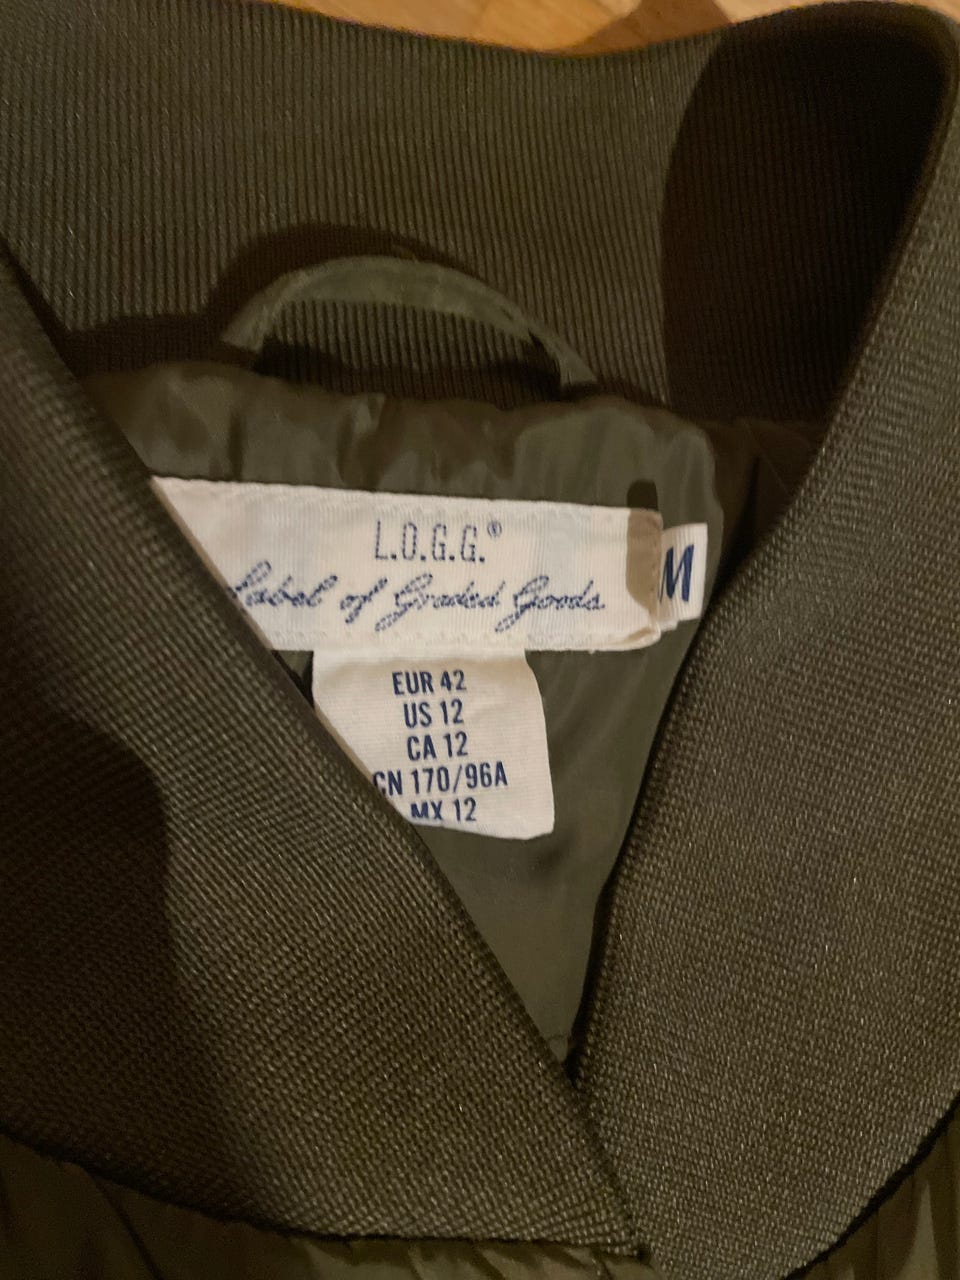 L.O.G.G.®
Label of Graded Goods
M
EUR 42
US 12
CA 12
CN 170/96A
MX 12